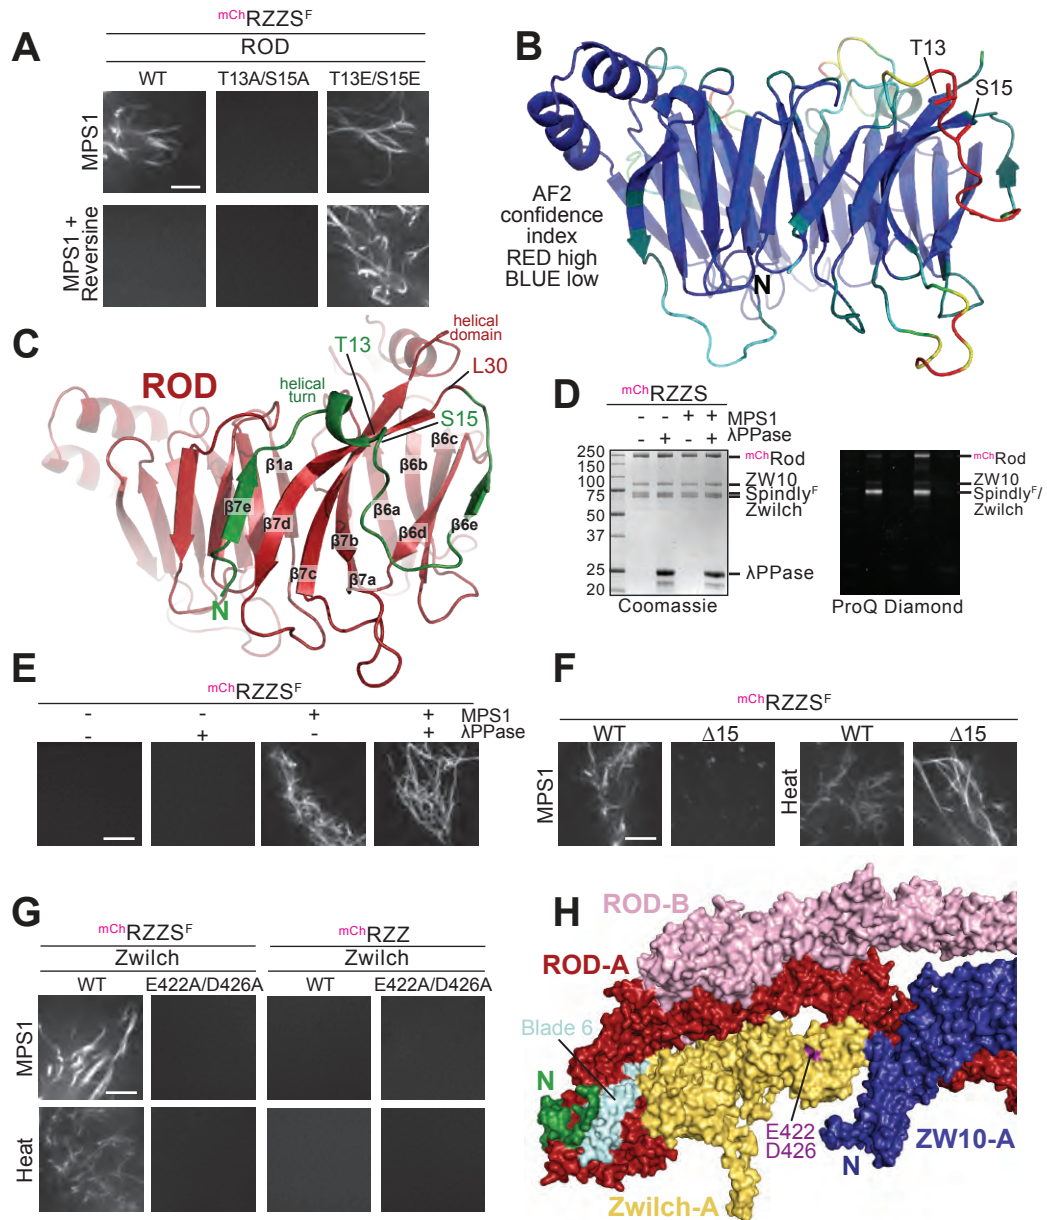 A
mChRZZSF
ROD
WT T13A/S15A T13E/S15E
MPS1
MPS1 +
Reversine
B
T13
S15
AF2
confidence
index
RED high
BLUE low
N
C
ROD
T13
helical
domain
L30
helical
turn
S15
β1a
β6c
β6b
β7e
β7d
β6a
β6e
β7b
β6d
β7c
β7a
N
D
mChRZZS
- - + + MPS1
- + - + λPPase
250
150
100
75
50
37
25
20
mChRod
ZW10
SpindlyF
Zwilch
λPPase
Coomassie
mChRod
ZW10
SpindlyF/
Zwilch
ProQ Diamond
E
mChRZZSF
- - + + MPS1
- + - + λPPase
F
mChRZZSF
WT Δ15 WT Δ15
MPS1
Heat
G
mChRZZSF mChRZZ
Zwilch Zwilch
WT E422A/D426A WT E422A/D426A
MPS1
Heat
H
ROD-B
ROD-A
Blade 6
N
E422
D426
N
ZW10-A
Zwilch-A